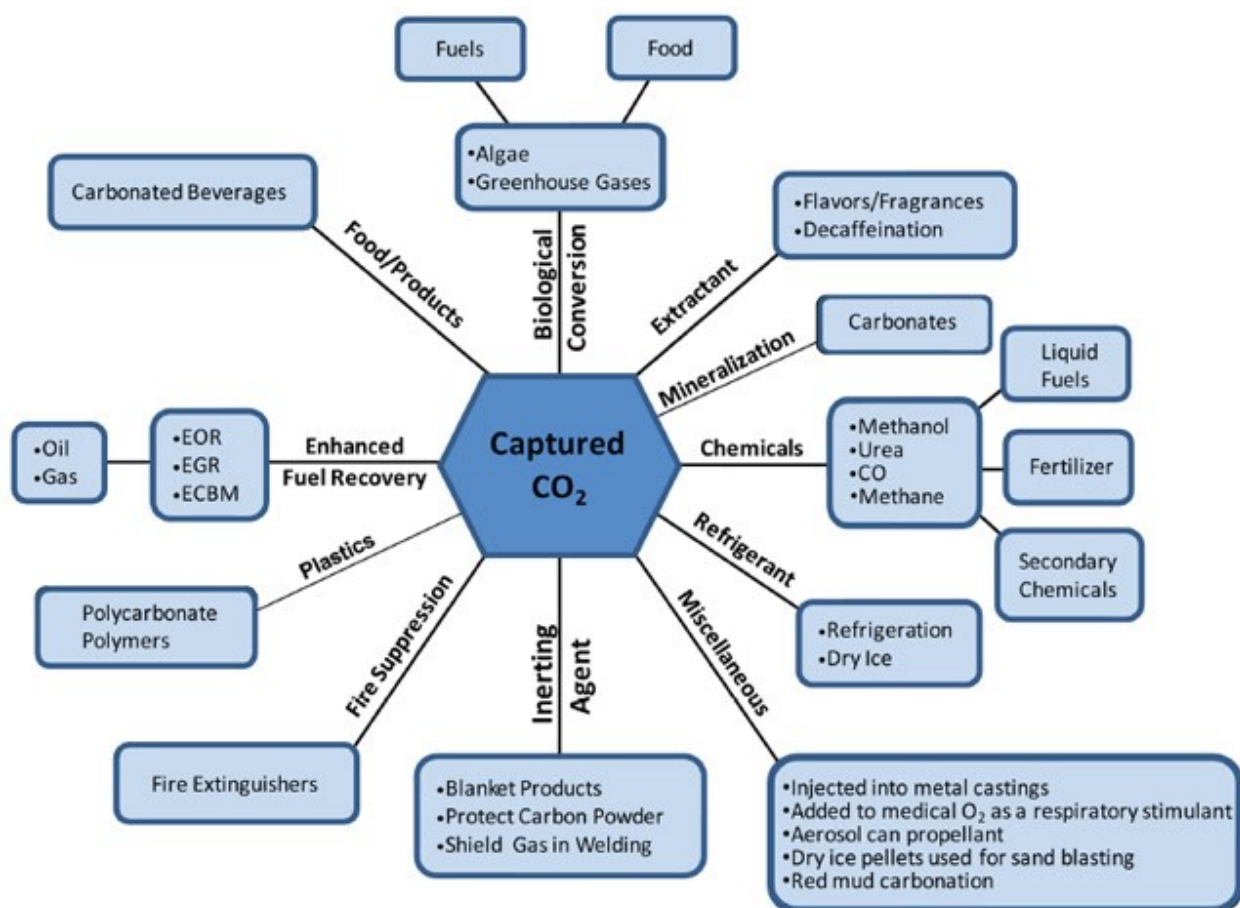 Fuels
Food
•Algae
•Greenhouse Gases
Carbonated Beverages
•Flavors/Fragrances
•Decaffeination
Food/Products
Biological
Conversion
Extractant
Mineralization
Carbonates
Liquid
Fuels
•Oil
•Gas
•EOR
•EGR
•ECBM
Enhanced
Fuel Recovery
Captured
CO₂
Chemicals
•Methanol
•Urea
•CO
•Methane
Fertilizer
Secondary
Chemicals
Plastics
Polycarbonate
Polymers
Refrigerant
•Refrigeration
•Dry Ice
Fire Suppression
Fire Extinguishers
Inerting
Agent
•Blanket Products
•Protect Carbon Powder
•Shield Gas in Welding
Miscellaneous
•Injected into metal castings
•Added to medical O₂ as a respiratory stimulant
•Aerosol can propellant
•Dry ice pellets used for sand blasting
•Red mud carbonation